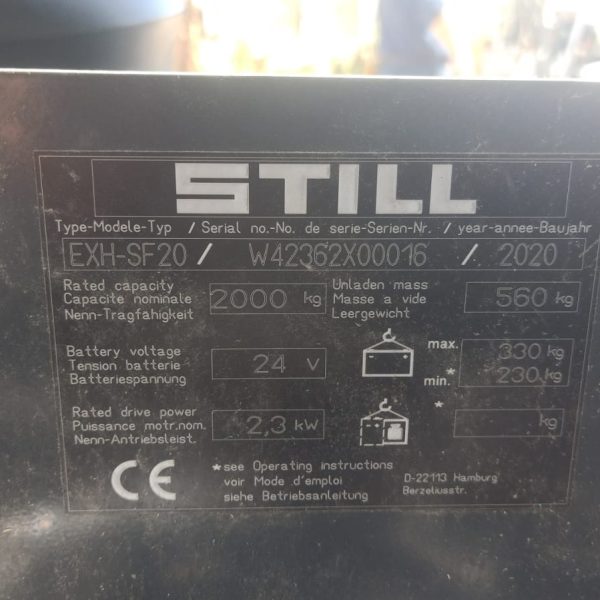 STILL
Type-Modele-Typ / Serial no.-No. de serie-Serien-Nr. / year-annee-Baujahr
EXH-SF20 / W42362X00016 / 2020
Rated capacity
Capacite nominale
Nenn-Tragfähigkeit
2000 kg
Unladen mass
Masse a vide
Leergewicht
560 kg
Battery voltage
Tension batterie
Batteriespannung
24 V
max. 330 kg
min.* 230 kg
Rated drive power
Puissance motr.nom.
Nenn-Antriebsleist.
2,3 kW
* kg
CE
*see Operating instructions
voir Mode d'emploi
siehe Betriebsanleitung
D-22113 Hamburg
Berzeliusstr.